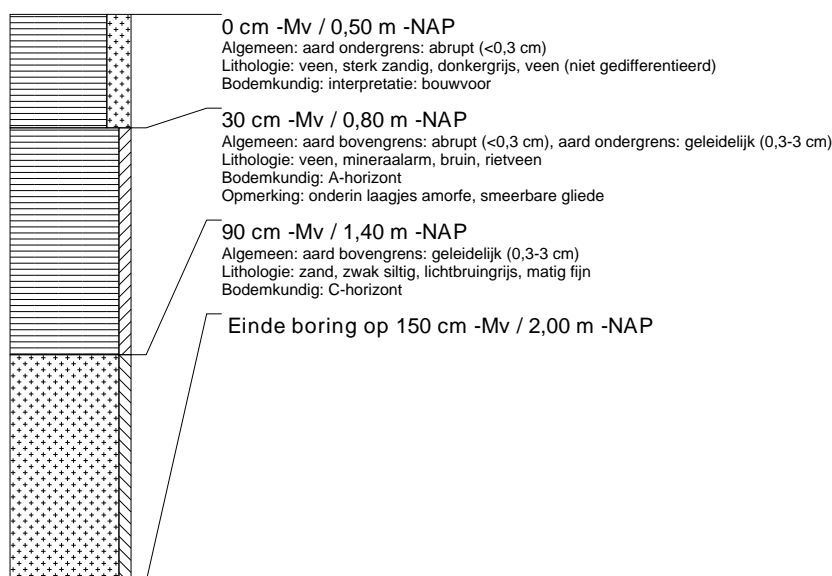 0 cm -Mv / 0,50 m -NAP
Algemeen: aard ondergrens: abrupt (<0,3 cm)
Lithologie: veen, sterk zandig, donkergrijs, veen (niet gedifferentieerd)
Bodemkundig: interpretatie: bouwvoor
30 cm -Mv / 0,80 m -NAP
Algemeen: aard bovengrens: abrupt (<0,3 cm), aard ondergrens: geleidelijk (0,3-3 cm)
Lithologie: veen, mineraalarm, bruin, rietveen
Bodemkundig: A-horizont
Opmerking: onderin laagjes amorfe, smeerbare gliede
90 cm -Mv / 1,40 m -NAP
Algemeen: aard bovengrens: geleidelijk (0,3-3 cm)
Lithologie: zand, zwak siltig, lichtbruingrijs, matig fijn
Bodemkundig: C-horizont
Einde boring op 150 cm -Mv / 2,00 m -NAP